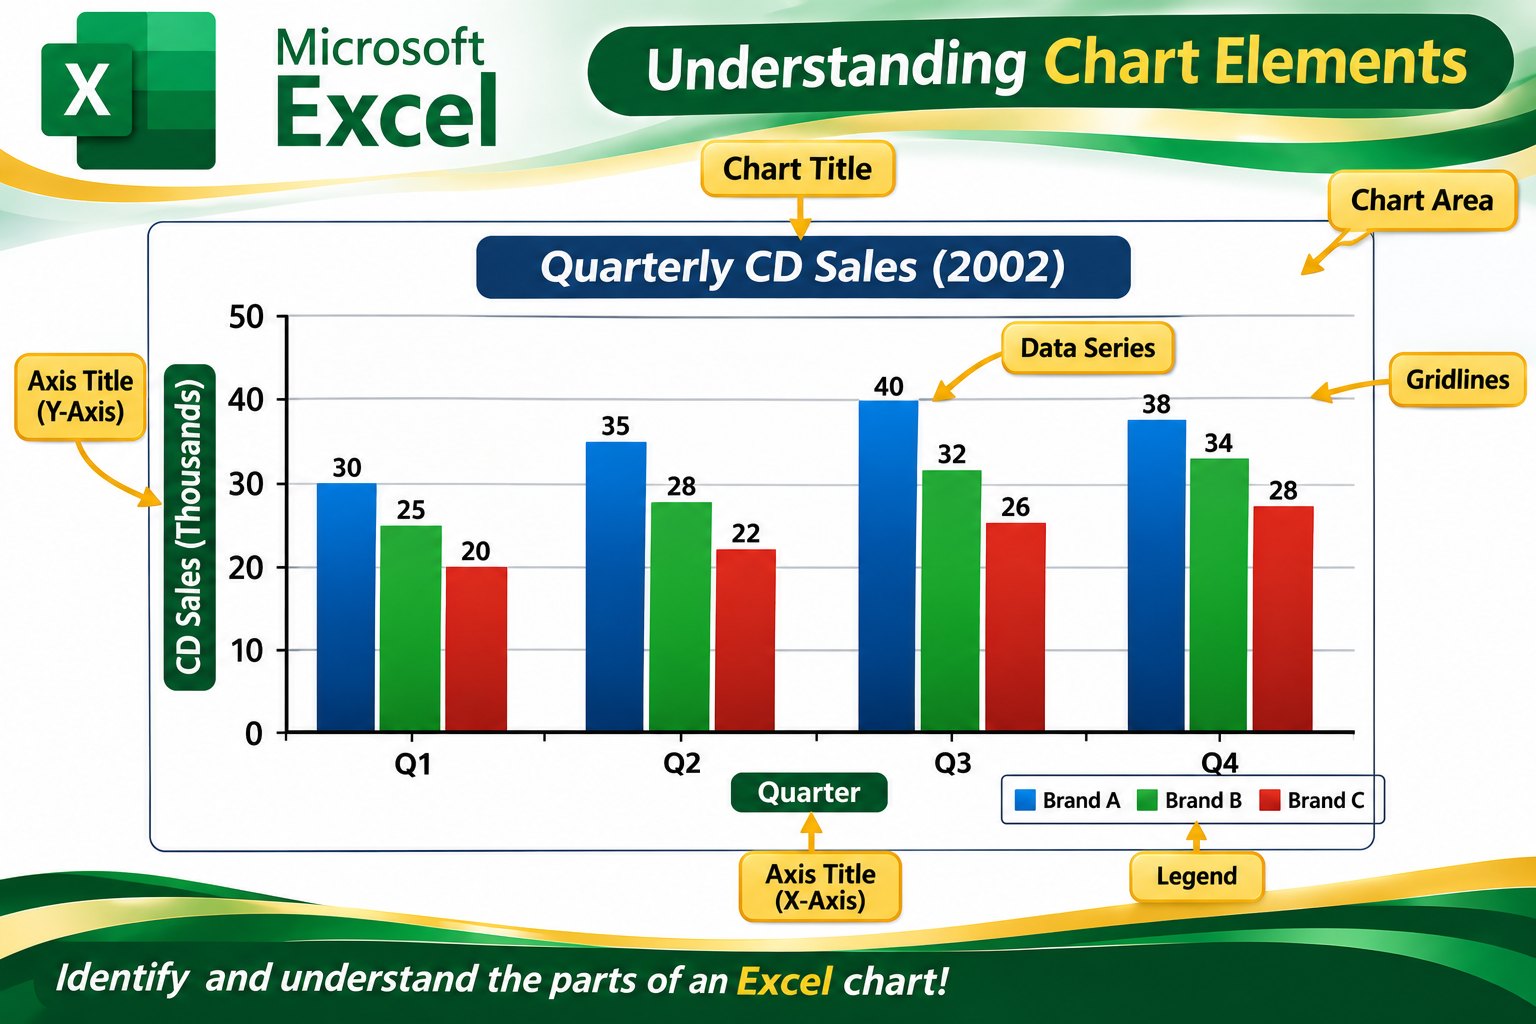 X
Microsoft
Excel
Understanding Chart Elements
Chart Title
Chart Area
Quarterly CD Sales (2002)
Data Series
Gridlines
Axis Title
(Y-Axis)
CD Sales (Thousands)
50
40
30
20
10
0
30
25
20
35
28
22
40
32
26
38
34
28
Q1
Q2
Q3
Q4
Quarter
Brand A
Brand B
Brand C
Axis Title
(X-Axis)
Legend
Identify and understand the parts of an Excel chart!